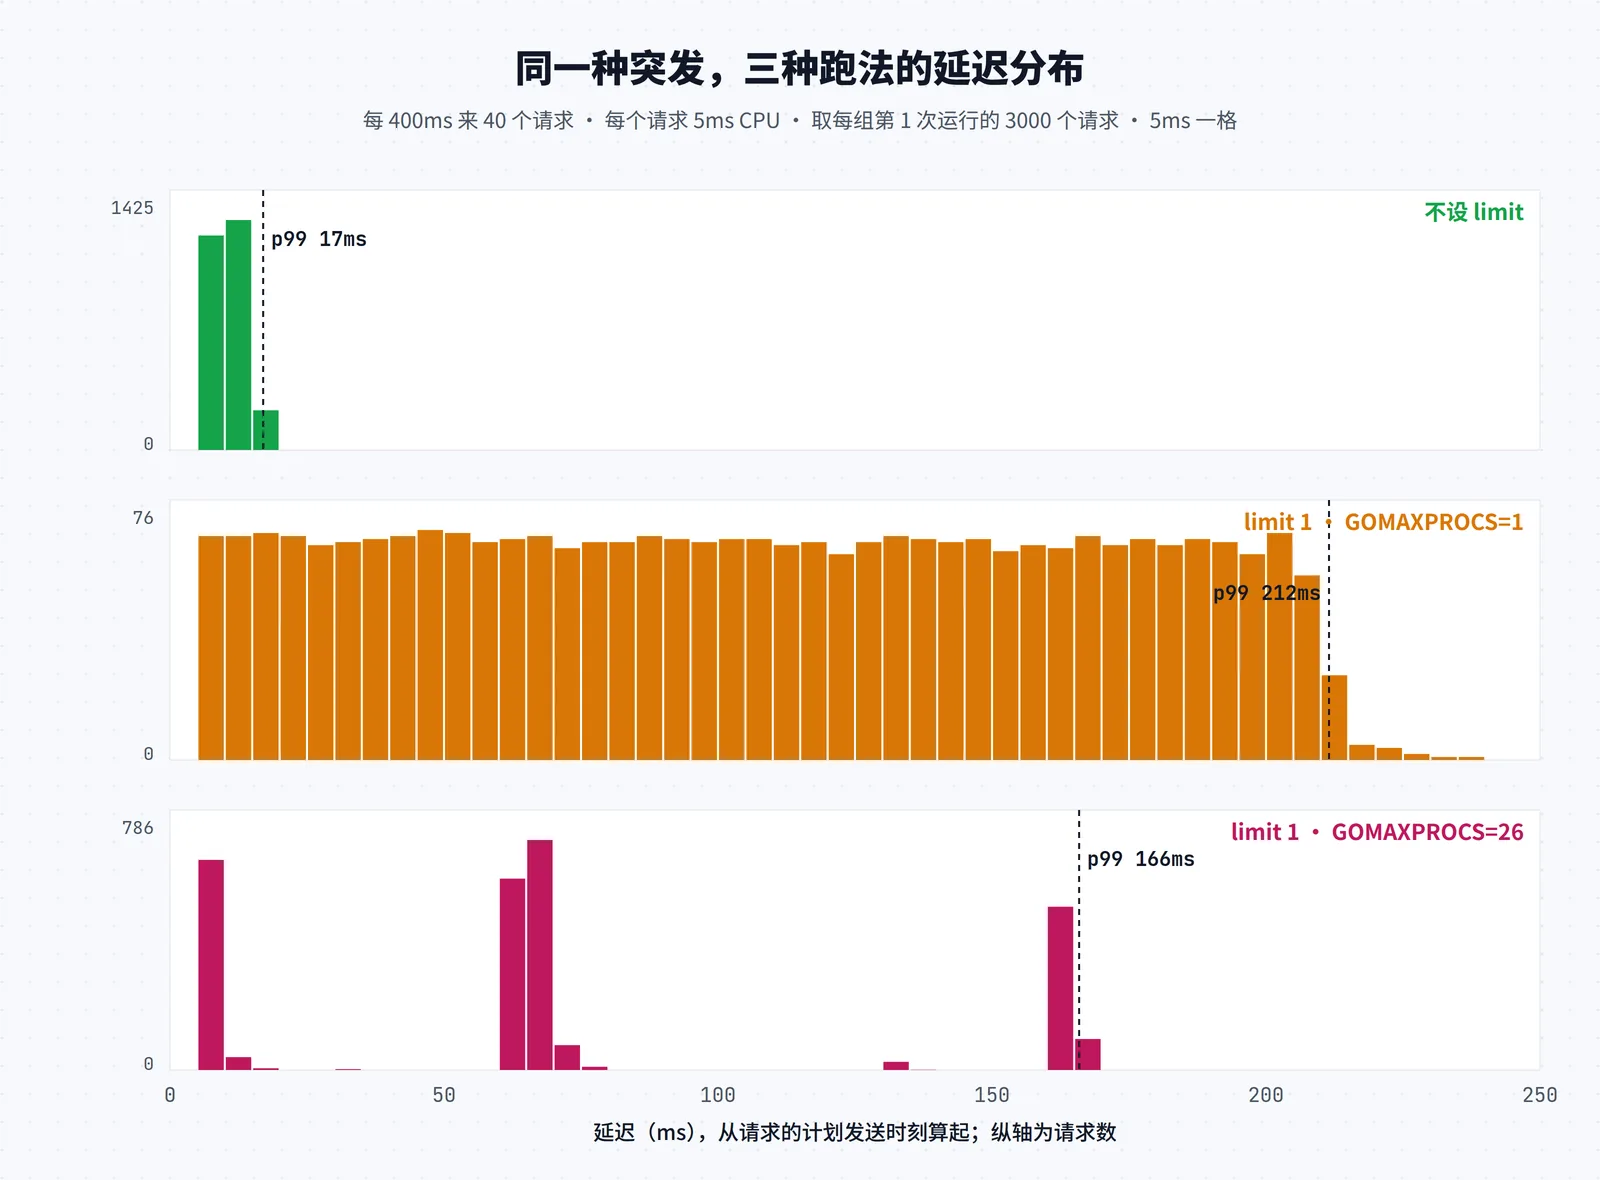 同一种突发，三种跑法的延迟分布
每 400ms 来 40 个请求 · 每个请求 5ms CPU · 取每组第 1 次运行的 3000 个请求 · 5ms 一格
1425
不设 limit
p99 17ms
0
76
limit 1 · GOMAXPROCS=1
p99 212ms
0
786
limit 1 · GOMAXPROCS=26
p99 166ms
0
0 50 100 150 200 250
延迟（ms），从请求的计划发送时刻算起；纵轴为请求数